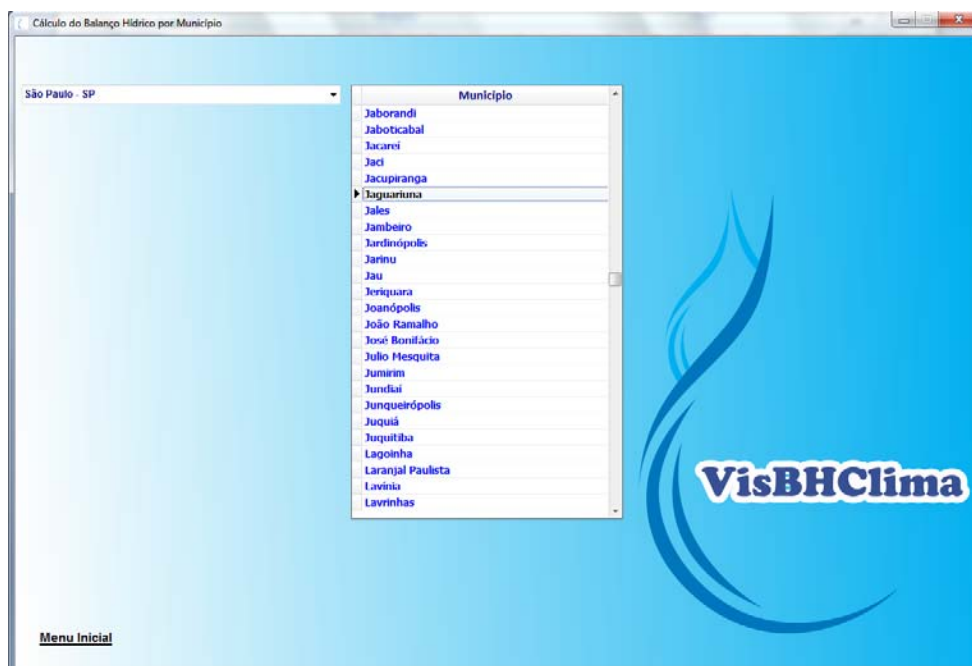 Cálculo do Balanço Hídrico por Município
São Paulo - SP
Município
Jaborandi
Jaboticabal
Jacareí
Jaci
Jacupiranga
Jaguariuna
Jales
Jambeiro
Jardinópolis
Jarinu
Jau
Jeriquara
Joanópolis
João Ramalho
José Bonifácio
Julio Mesquita
Jumirim
Jundiaí
Junqueirópolis
Juquiá
Juquitiba
Lagoinha
Laranjal Paulista
Lavínia
Lavrinhas
VisBHClima
Menu Inicial